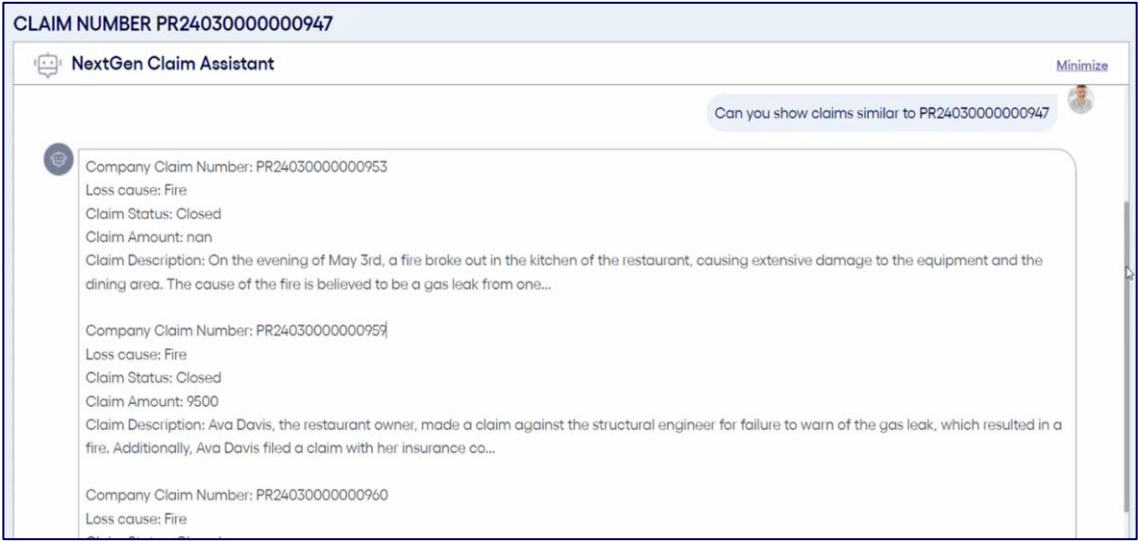 CLAIM NUMBER PR24030000000947
NextGen Claim Assistant
Minimize
Can you show claims similar to PR24030000000947
Company Claim Number: PR24030000000953
Loss cause: Fire
Claim Status: Closed
Claim Amount: nan
Claim Description: On the evening of May 3rd, a fire broke out in the kitchen of the restaurant, causing extensive damage to the equipment and the
dining area. The cause of the fire is believed to be a gas leak from one...
Company Claim Number: PR24030000000959
Loss cause: Fire
Claim Status: Closed
Claim Amount: 9500
Claim Description: Ava Davis, the restaurant owner, made a claim against the structural engineer for failure to warn of the gas leak, which resulted in a
fire. Additionally, Ava Davis filed a claim with her insurance co...
Company Claim Number: PR24030000000960
Loss cause: Fire